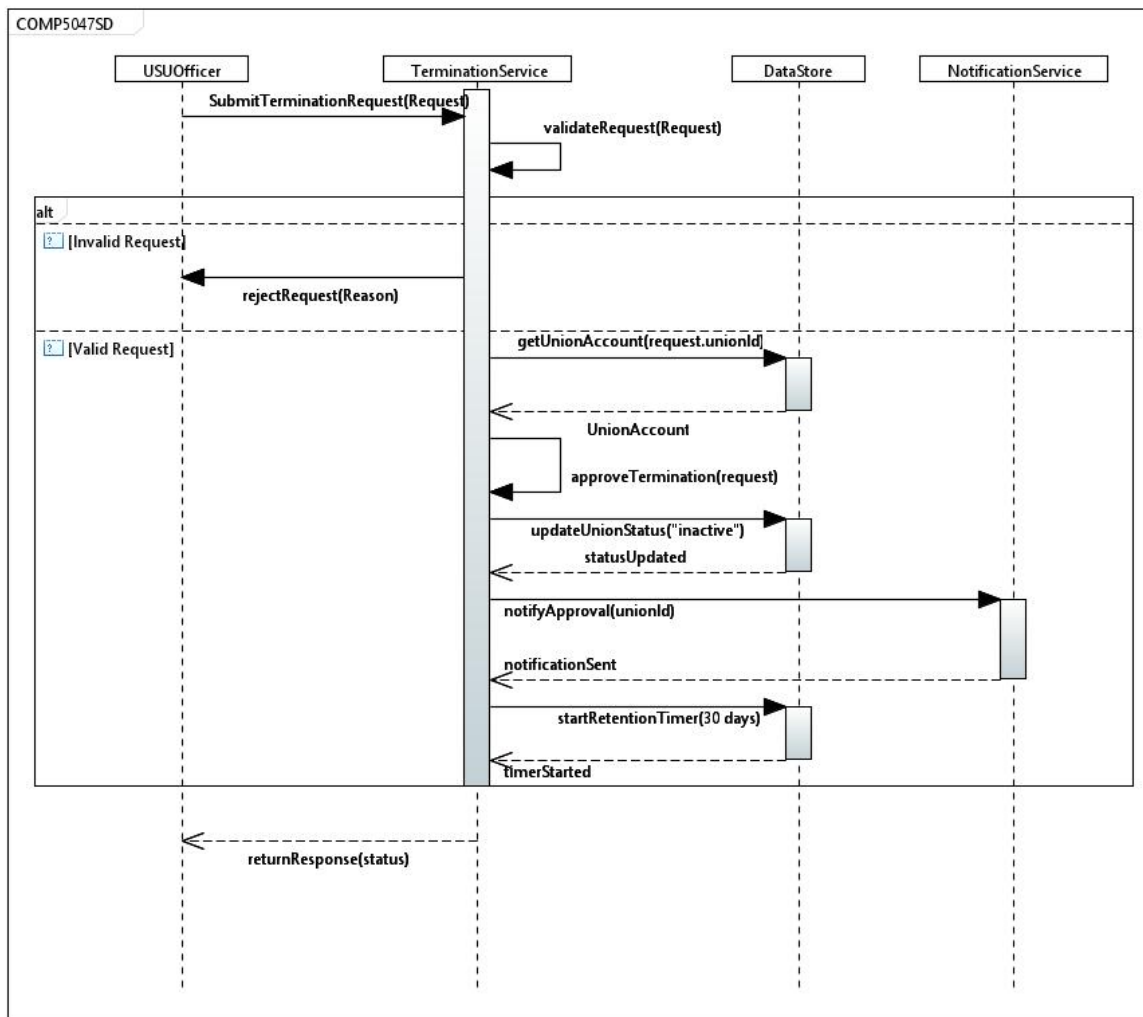 COMP5047SD
USUOfficer TerminationService DataStore NotificationService
SubmitTerminationRequest(Request)
validateRequest(Request)
alt
? [Invalid Request]
rejectRequest(Reason)
? [Valid Request]
getUnionAccount(request.unionId)
UnionAccount
approveTermination(request)
updateUnionStatus("inactive")
statusUpdated
notifyApproval(unionId)
notificationSent
startRetentionTimer(30 days)
timerStarted
returnResponse(status)